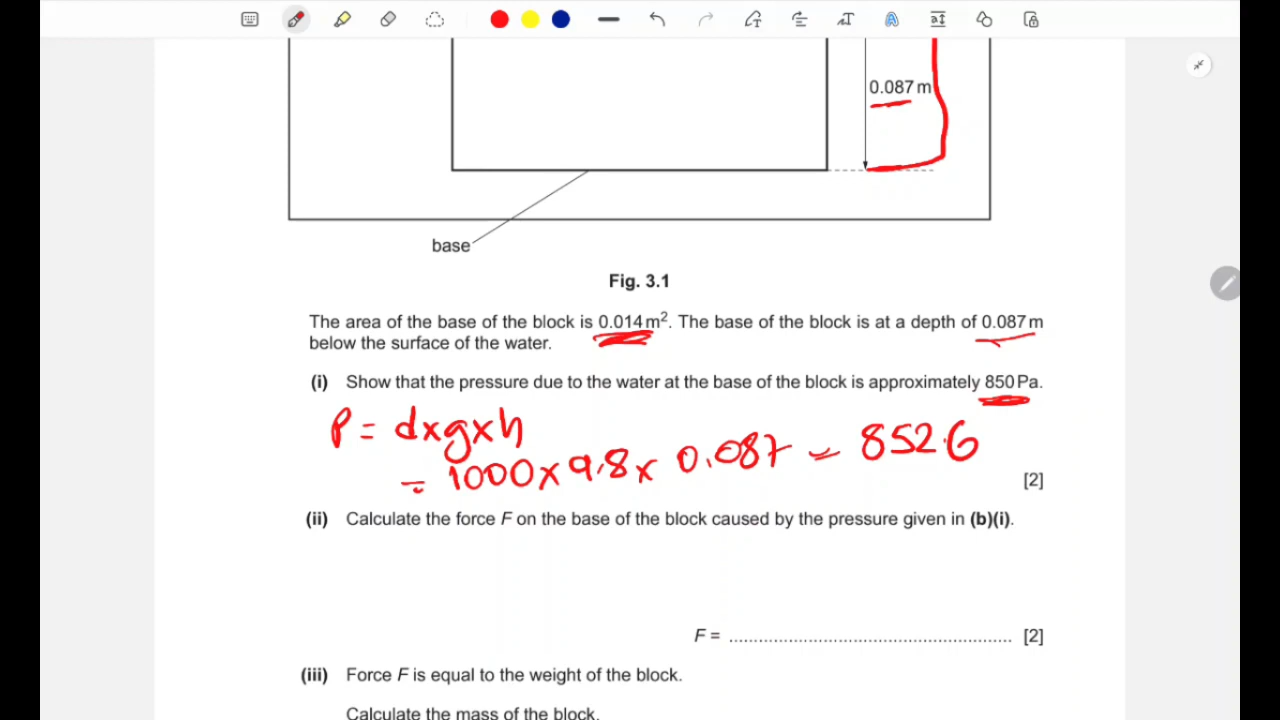 0.087 m
base
Fig. 3.1
The area of the base of the block is 0.014 m². The base of the block is at a depth of 0.087 m
below the surface of the water.
(i) Show that the pressure due to the water at the base of the block is approximately 850 Pa.
P = d×g×h
= 1000 × 9.8 × 0.087 = 852.6
[2]
(ii) Calculate the force F on the base of the block caused by the pressure given in (b)(i).
F = ........................................................ [2]
(iii) Force F is equal to the weight of the block.
Calculate the mass of the block.